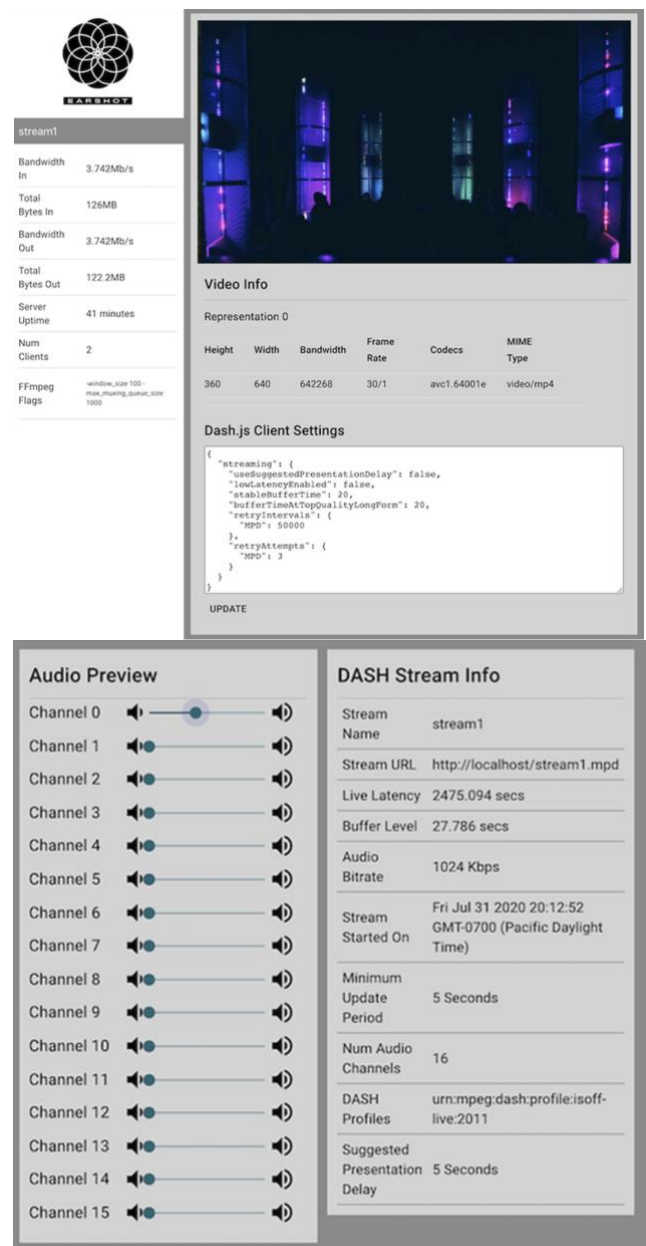 EARSHOT
stream1
Bandwidth
In
3.742Mb/s
Total
Bytes In
126MB
Bandwidth
Out
3.742Mb/s
Total
Bytes Out
122.2MB
Server
Uptime
41 minutes
Num
Clients
2
FFmpeg
Flags
-window_size 100 -
max_muxing_queue_size
1000
Video Info
Representation 0
Height Width Bandwidth Frame Rate Codecs MIME Type
360 640 642268 30/1 avc1.64001e video/mp4
Dash.js Client Settings
{
"streaming": {
"useSuggestedPresentationDelay": false,
"lowLatencyEnabled": false,
"stableBufferTime": 20,
"bufferTimeAtTopQualityLongForm": 20,
"retryIntervals": {
"MPD": 50000
},
"retryAttempts": {
"MPD": 3
}
}
}
UPDATE
Audio Preview
Channel 0
Channel 1
Channel 2
Channel 3
Channel 4
Channel 5
Channel 6
Channel 7
Channel 8
Channel 9
Channel 10
Channel 11
Channel 12
Channel 13
Channel 14
Channel 15
DASH Stream Info
Stream
Name
stream1
Stream URL http://localhost/stream1.mpd
Live Latency 2475.094 secs
Buffer Level 27.786 secs
Audio
Bitrate
1024 Kbps
Stream
Started On
Fri Jul 31 2020 20:12:52
GMT-0700 (Pacific Daylight
Time)
Minimum
Update
Period
5 Seconds
Num Audio
Channels
16
DASH
Profiles
urn:mpeg:dash:profile:isoff-
live:2011
Suggested
Presentation
Delay
5 Seconds